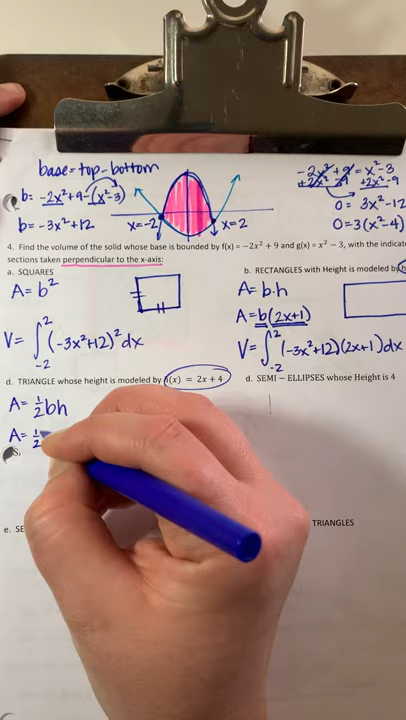 base = top - bottom
b = -2x²+9-(x²-3)
b = -3x²+12
x=-2
x=2
-2x²+9 = x²-3
+2x²-9 +2x²-9
0 = 3x²-12
0=3(x²-4)
4. Find the volume of the solid whose base is bounded by f(x) = −2x² + 9 and g(x) = x² − 3, with the
sections taken perpendicular to the x-axis:
a. SQUARES
A = b²
V = ∫₋₂² (-3x²+12)² dx
b. RECTANGLES with Height is modeled by
A = b·h
A = b(2x+1)
V = ∫₋₂² (-3x²+12)(2x+1)dx
d. TRIANGLE whose height is modeled by h(x) = 2x + 4
A = ½bh
A = ½
d. SEMI – ELLIPSES whose Height is 4
S.
e. SE
TRIANGLES